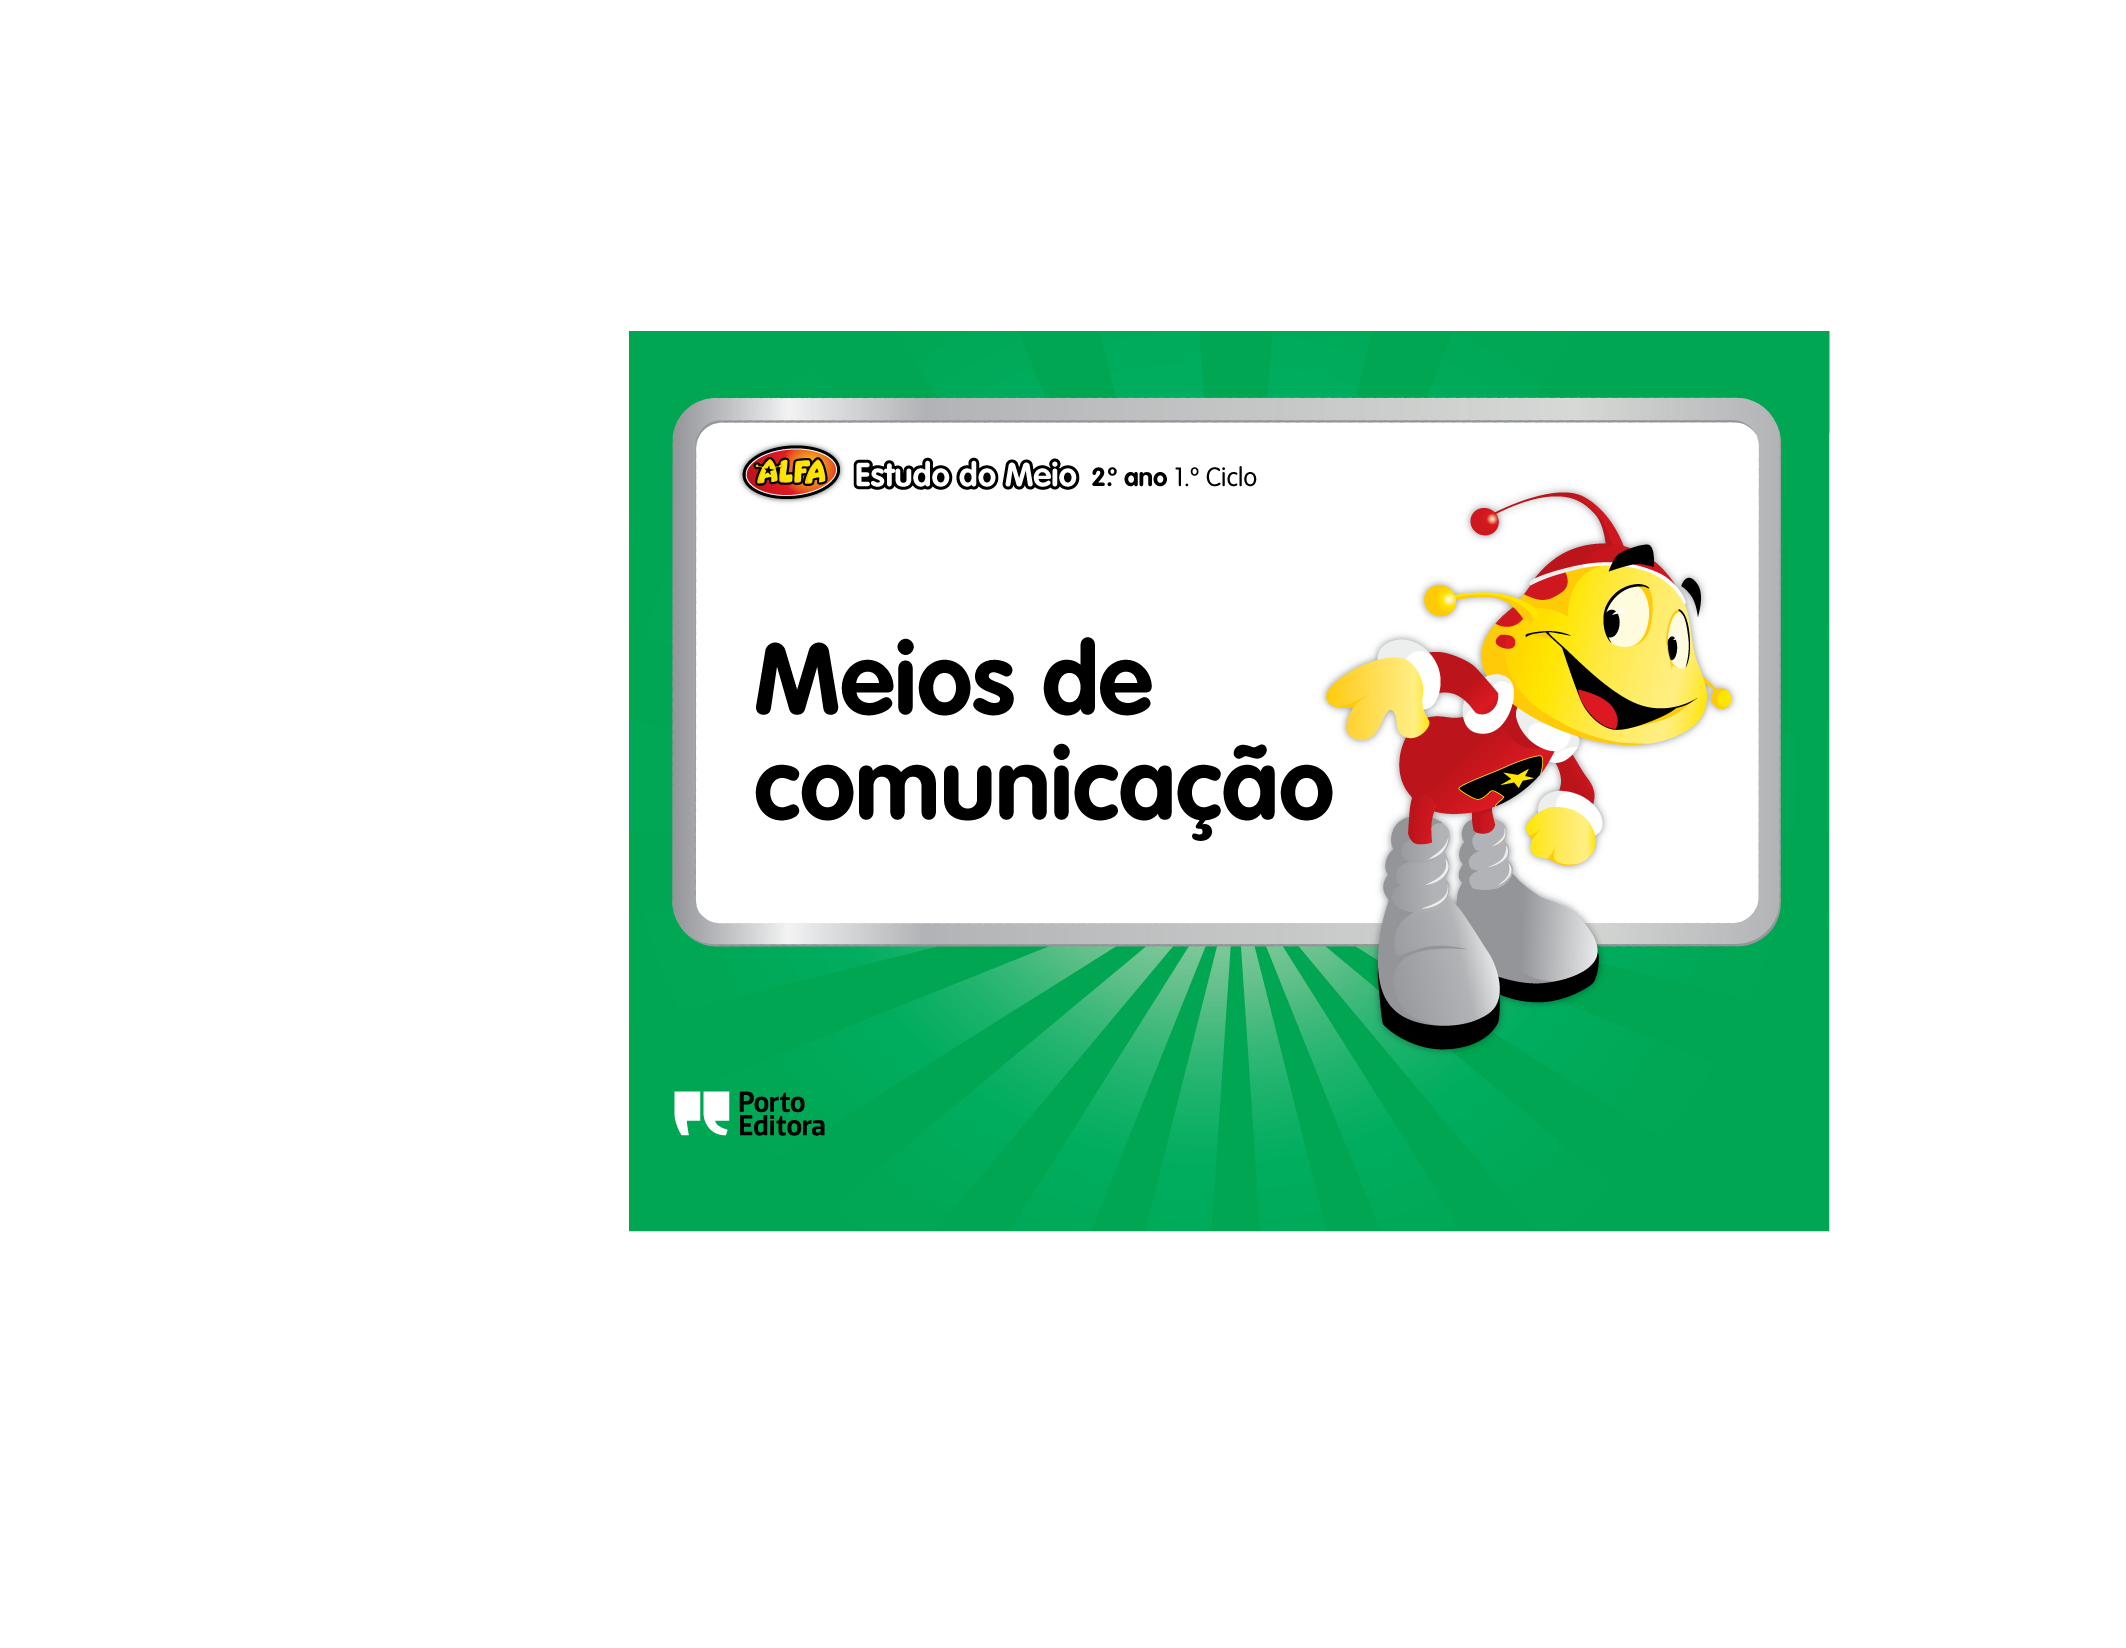 ALFA Estudo do Meio 2.º ano 1.º Ciclo
Meios de
comunicação
Porto
Editora